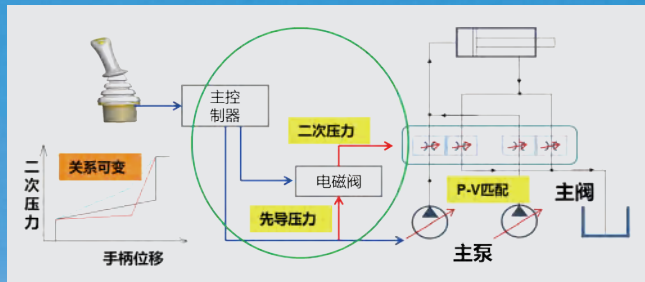 主控
制器
二次压力
二次压力
关系可变
电磁阀
P-V匹配
主阀
先导压力
手柄位移
主泵